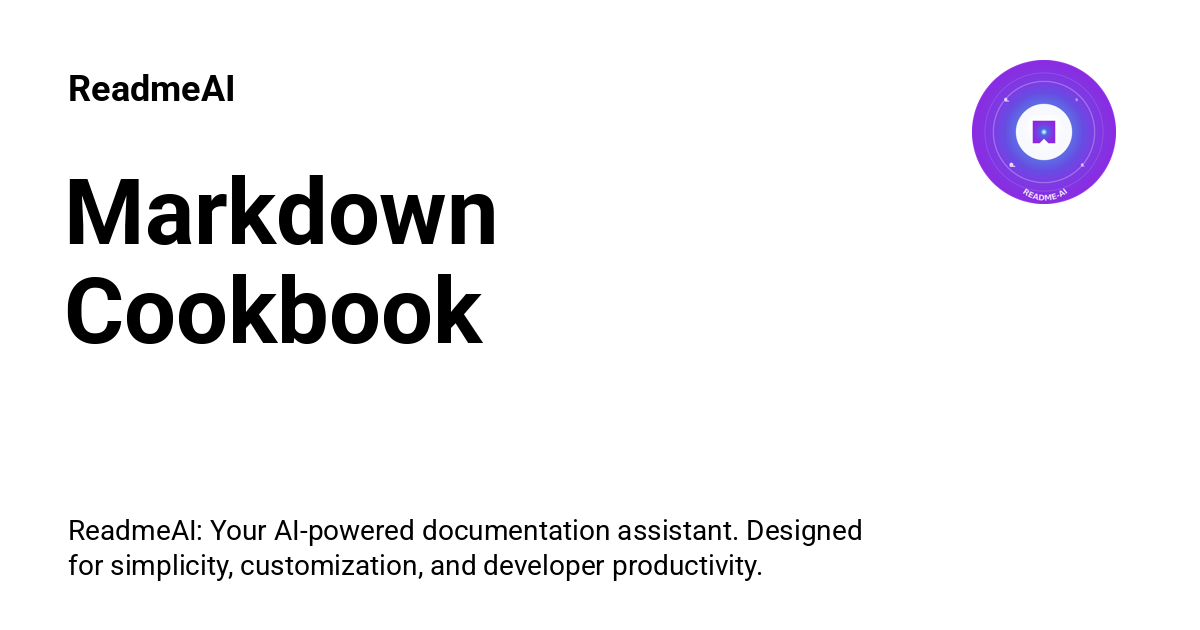 ReadmeAI
Markdown
Cookbook
README-AI
ReadmeAI: Your AI-powered documentation assistant. Designed
for simplicity, customization, and developer productivity.